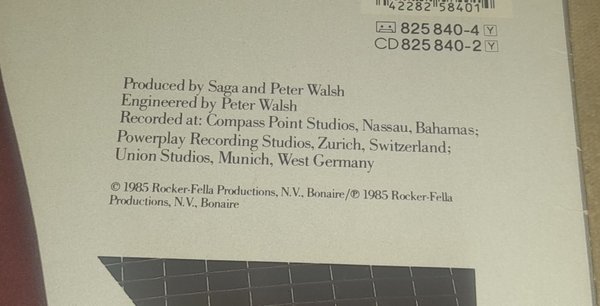 42282 58401
825 840-4 Y
CD 825 840-2 Y
Produced by Saga and Peter Walsh
Engineered by Peter Walsh
Recorded at: Compass Point Studios, Nassau, Bahamas;
Powerplay Recording Studios, Zurich, Switzerland;
Union Studios, Munich, West Germany
© 1985 Rocker-Fella Productions, N.V., Bonaire/℗ 1985 Rocker-Fella
Productions, N.V., Bonaire